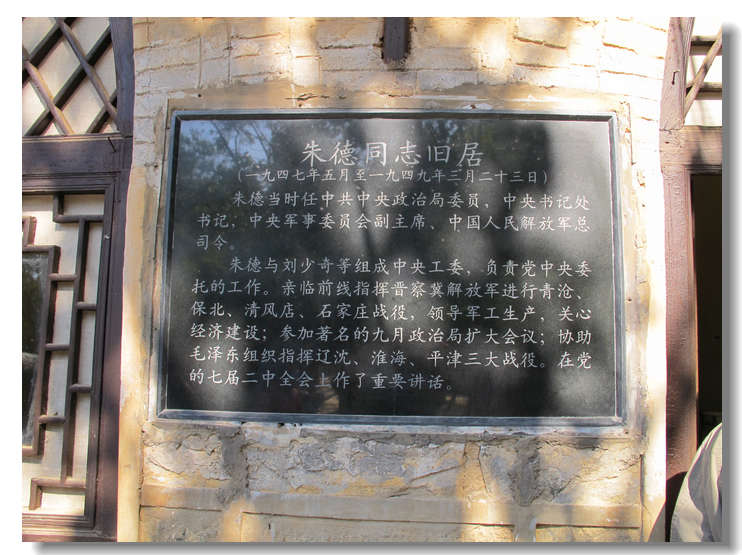 朱德同志旧居
（一九四七年五月至一九四九年三月二十三日）
朱德当时任中共中央政治局委员，中央书记处
书记，中央军事委员会副主席、中国人民解放军总
司令。
朱德与刘少奇等组成中央工委，负责党中央委
托的工作。亲临前线指挥晋察冀解放军进行青沧、
保北、清风店、石家庄战役，领导军工生产，关心
经济建设；参加著名的九月政治局扩大会议；协助
毛泽东组织指挥辽沈、淮海、平津三大战役。在党
的七届二中全会上作了重要讲话。